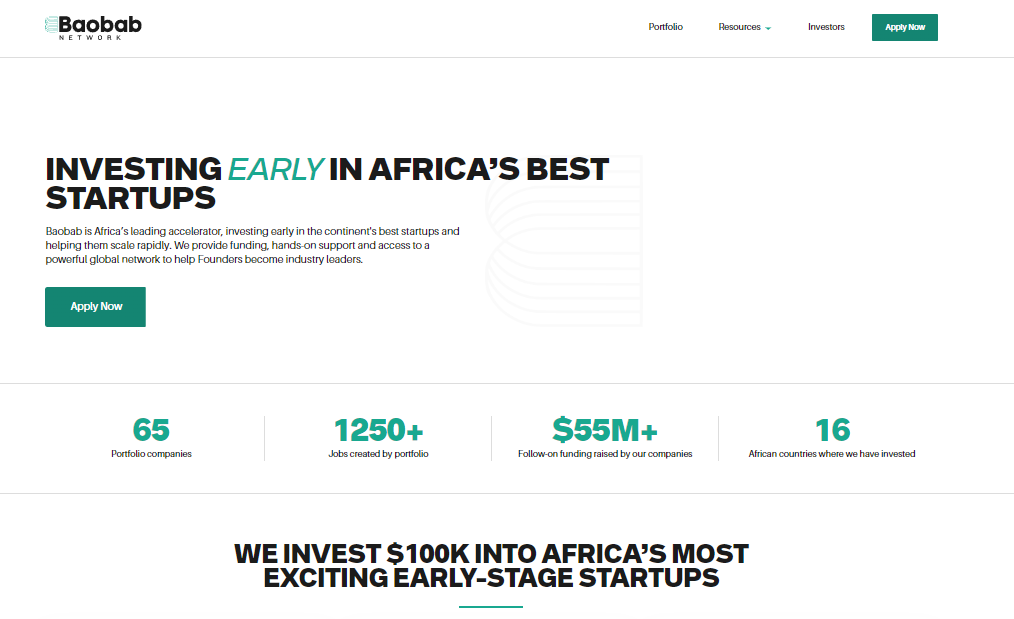 Baobab
NETWORK
Portfolio
Resources
Investors
Apply Now
INVESTING EARLY IN AFRICA’S BEST
STARTUPS
Baobab is Africa’s leading accelerator, investing early in the continent's best startups and
helping them scale rapidly. We provide funding, hands-on support and access to a
powerful global network to help Founders become industry leaders.
Apply Now
65
Portfolio companies
1250+
Jobs created by portfolio
$55M+
Follow-on funding raised by our companies
16
African countries where we have invested
WE INVEST $100K INTO AFRICA’S MOST
EXCITING EARLY-STAGE STARTUPS